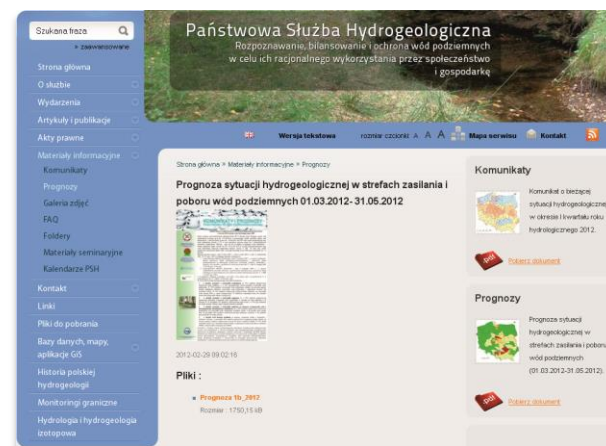 Szukana fraza
» zaawansowane
Strona główna
O służbie
Wydarzenia
Artykuły i publikacje
Akty prawne
Materiały informacyjne
Komunikaty
Prognozy
Galeria zdjęć
FAQ
Foldery
Materiały seminaryjne
Kalendarze PSH
Kontakt
Linki
Pliki do pobrania
Bazy danych, mapy,
aplikacje GIS
Historia polskiej
hydrogeologii
Monitoringi graniczne
Hydrologia i hydrogeologia
izotopowa
Państwowa Służba Hydrogeologiczna
Rozpoznawanie, bilansowanie i ochrona wód podziemnych
w celu ich racjonalnego wykorzystania przez społeczeństwo
i gospodarkę
Wersja tekstowa rozmiar czcionki: A A A Mapa serwisu Kontakt
Strona główna » Materiały informacyjne » Prognozy
Prognoza sytuacji hydrogeologicznej w strefach zasilania i
poboru wód podziemnych 01.03.2012- 31.05.2012
2012-02-29 09:02:16
Pliki :
Prognoza 1b_2012
Rozmiar : 1750,15 kB
Komunikaty
Komunikat o bieżącej
sytuacji hydrogeologicznej
w okresie I kwartału roku
hydrologicznego 2012.
pdf
Pobierz dokument
Prognozy
Prognoza sytuacji
hydrogeologicznej w
strefach zasilania i poboru
wód podziemnych
(01.03.2012-31.05.2012).
pdf
Pobierz dokument